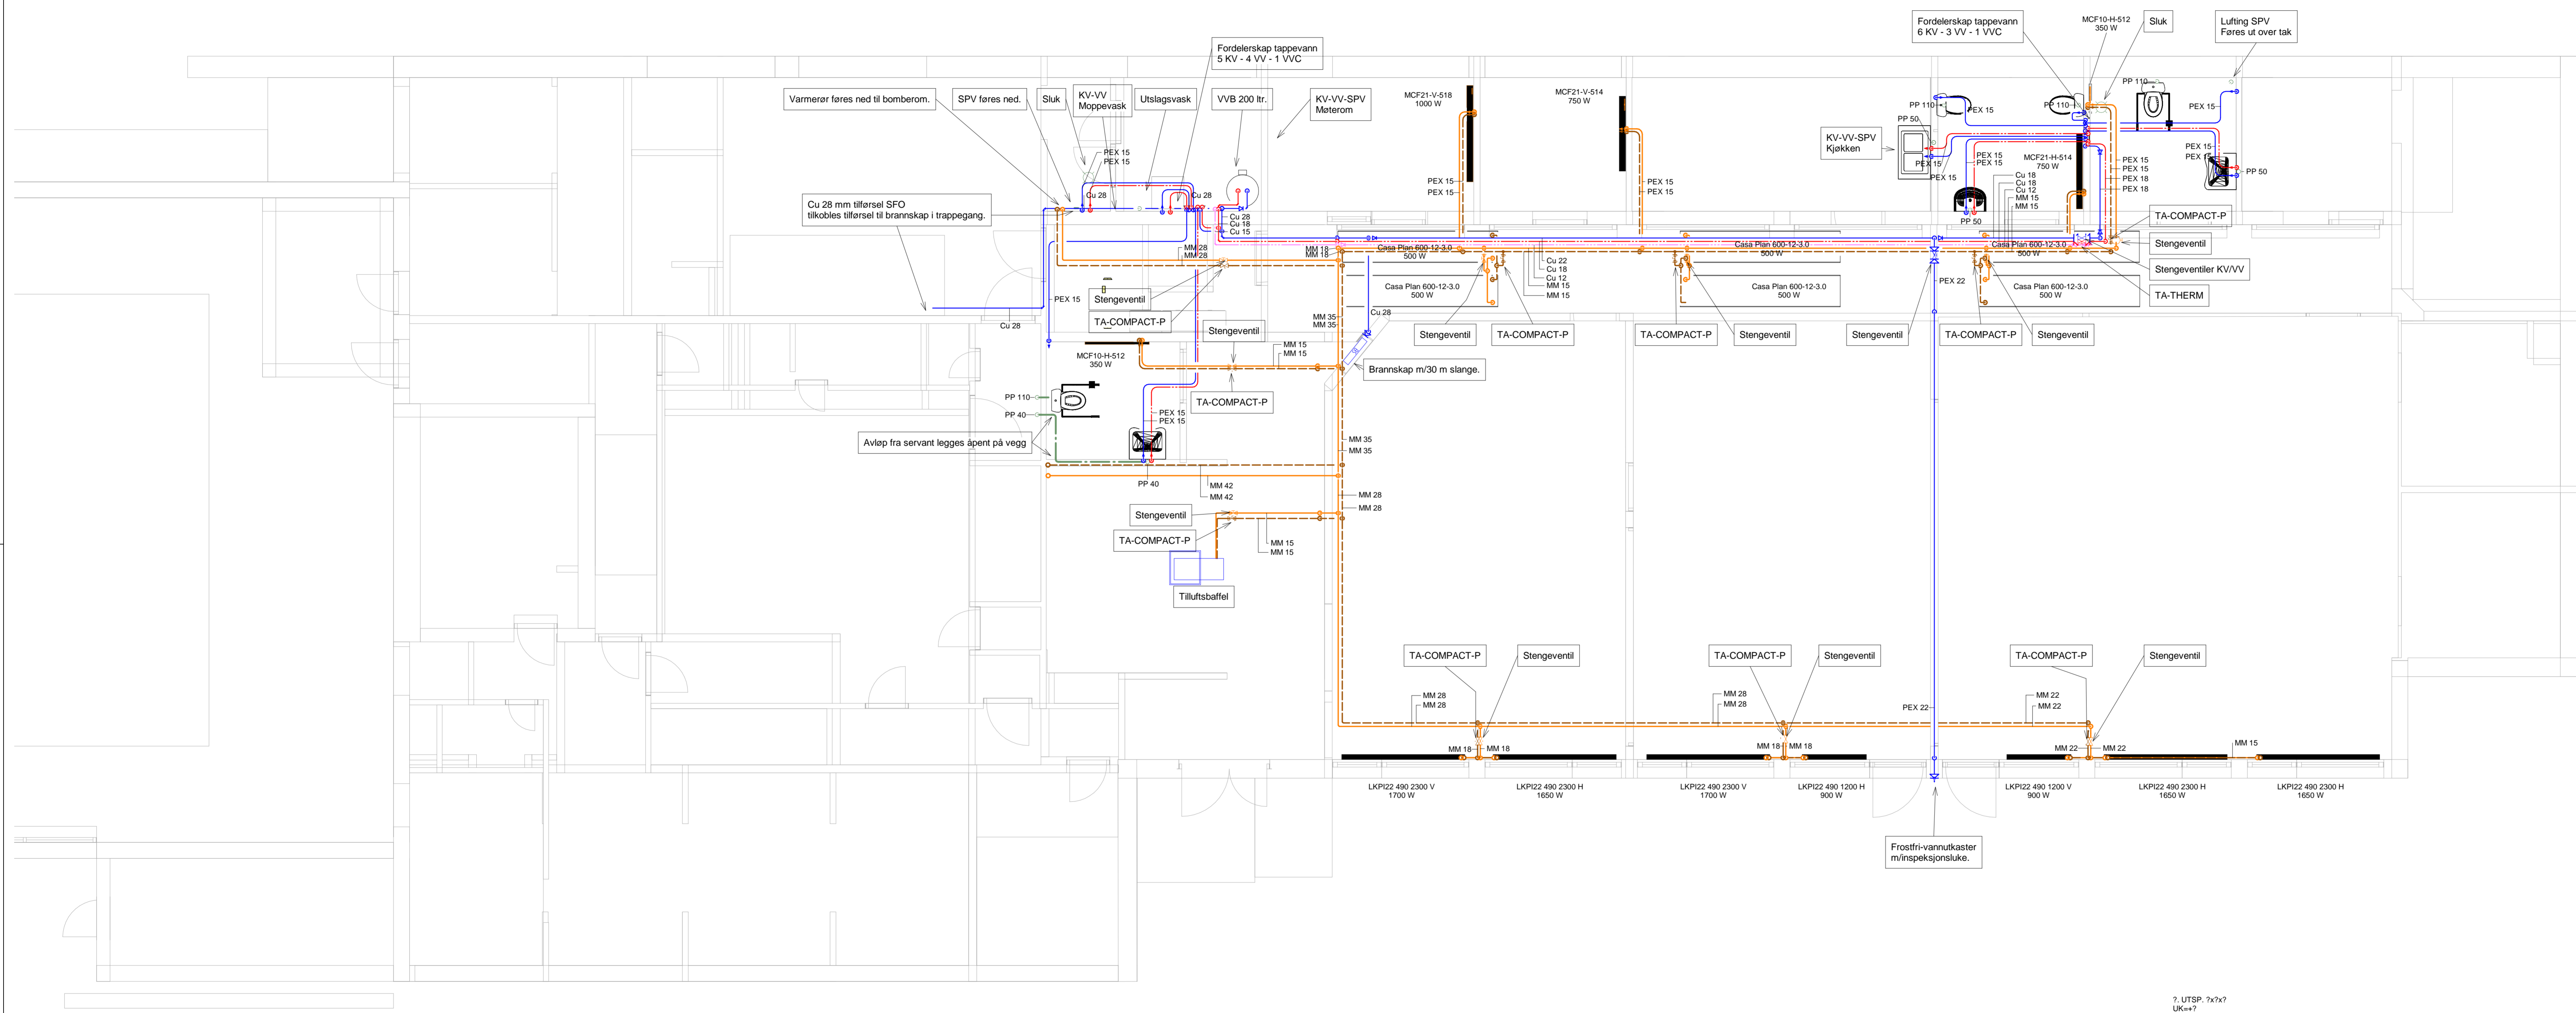 Fordelerskap tappevann
5 KV - 4 VV - 1 VVC
Fordelerskap tappevann
6 KV - 3 VV - 1 VVC
MCF10-H-512
350 W
Sluk
Lufting SPV
Føres ut over tak
Varmerør føres ned til bomberom.
SPV føres ned.
Sluk
KV-VV
Moppevask
Utslagsvask
VVB 200 ltr.
KV-VV-SPV
Møterom
MCF21-V-518
1000 W
MCF21-V-514
750 W
PP 110
PP 110
PP 110
PEX 15
PEX 15
PP 50
KV-VV-SPV
Kjøkken
PEX 15
PEX 15
PEX 15
PEX 15
PEX 15
PEX 15
PEX 15
PEX 15
PEX 15
PEX 15
PEX 15
PEX 15
MCF21-H-514
750 W
PEX 15
PEX 15
PEX 15
PEX 15
PEX 18
PEX 18
PP 50
Cu 18
Cu 18
Cu 12
MM 15
MM 15
Cu 28 mm tilførsel SFO
tilkobles tilførsel til brannskap i trappegang.
Cu 28
Cu 28
Cu 28
Cu 18
Cu 15
PP 50
TA-COMPACT-P
Stengeventil
Stengeventiler KV/VV
TA-THERM
MM 28
MM 28
MM 18
MM 18
Casa Plan 600-12-3.0
500 W
Casa Plan 600-12-3.0
500 W
Casa Plan 600-12-3.0
500 W
Cu 22
Cu 18
Cu 12
MM 15
MM 15
Casa Plan 600-12-3.0
500 W
Casa Plan 600-12-3.0
500 W
Casa Plan 600-12-3.0
500 W
PEX 22
PEX 15
Stengeventil
TA-COMPACT-P
Cu 28
Cu 28
MM 35
MM 35
Stengeventil
Stengeventil
TA-COMPACT-P
TA-COMPACT-P
Stengeventil
Stengeventil
TA-COMPACT-P
Stengeventil
MCF10-H-512
350 W
MM 15
MM 15
Brannskap m/30 m slange.
PP 110
PP 40
TA-COMPACT-P
PEX 15
PEX 15
Avløp fra servant legges åpent på vegg
MM 35
MM 35
PP 40
MM 42
MM 42
MM 28
MM 28
Stengeventil
TA-COMPACT-P
MM 15
MM 15
Tilluftsbaffel
TA-COMPACT-P
Stengeventil
TA-COMPACT-P
Stengeventil
TA-COMPACT-P
Stengeventil
MM 28
MM 28
MM 28
MM 28
MM 22
MM 22
PEX 22
MM 18
MM 18
MM 18
MM 18
MM 22
MM 22
MM 15
LKPI22 490 2300 V
1700 W
LKPI22 490 2300 H
1650 W
LKPI22 490 2300 V
1700 W
LKPI22 490 1200 H
900 W
LKPI22 490 1200 V
900 W
LKPI22 490 2300 H
1650 W
LKPI22 490 2300 H
1650 W
Frostfri-vannutkaster
m/inspeksjonsluke.
?. UTSP. ?x?x?
UK=+?